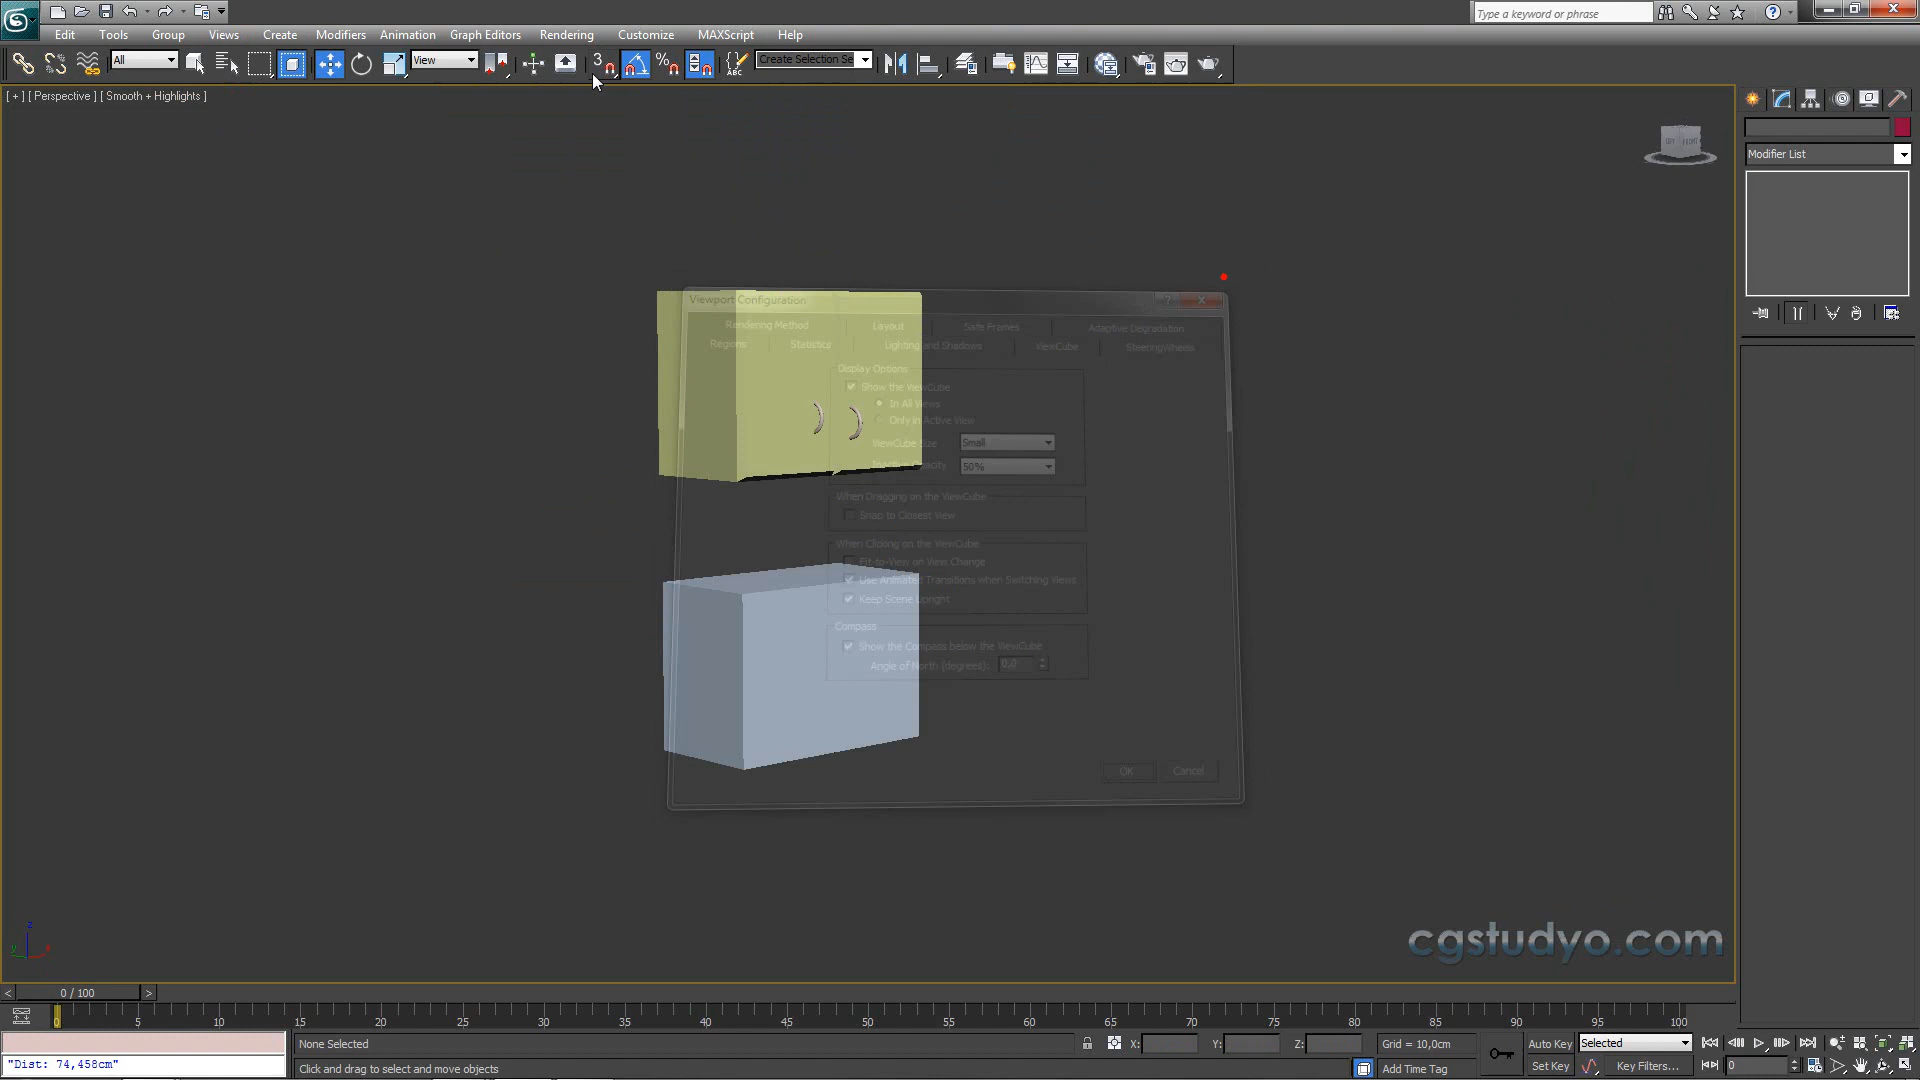 Type a keyword or phrase
Edit Tools Group Views Create Modifiers Animation Graph Editors Rendering Customize MAXScript Help
All View 3 % ABC Create Selection Se
[ + ] [ Perspective ] [ Smooth + Highlights ]
Modifier List
Viewport Configuration
Rendering Method Layout Safe Frames Adaptive Degradation
Regions Statistics Lighting and Shadows ViewCube SteeringWheels
Display Options
Show the ViewCube
In All Views
Only in Active View
ViewCube Size Small
Inactive Opacity 50%
When Dragging on the ViewCube
Snap to Closest View
When Clicking on the ViewCube
Fit-to-View on View Change
Use Animated Transitions when Switching Views
Keep Scene Upright
Compass
Show the Compass below the ViewCube
Angle of North (degrees): 0,0
OK Cancel
z
y x
cgstudyo.com
< 0 / 100 >
0 5 10 15 20 25 30 35 40 45 50 55 60 65 70 75 80 85 90 95 100
None Selected X: Y: Z: Grid = 10,0cm Auto Key Selected
"Dist: 74,458cm" Click and drag to select and move objects Add Time Tag Set Key Key Filters... 0